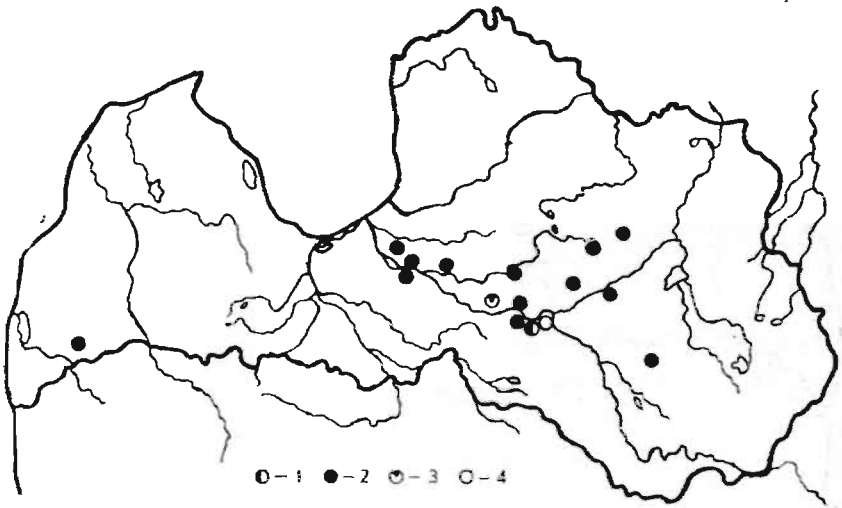 ◐ – 1 ● – 2 ◔ – 3 ○ – 4